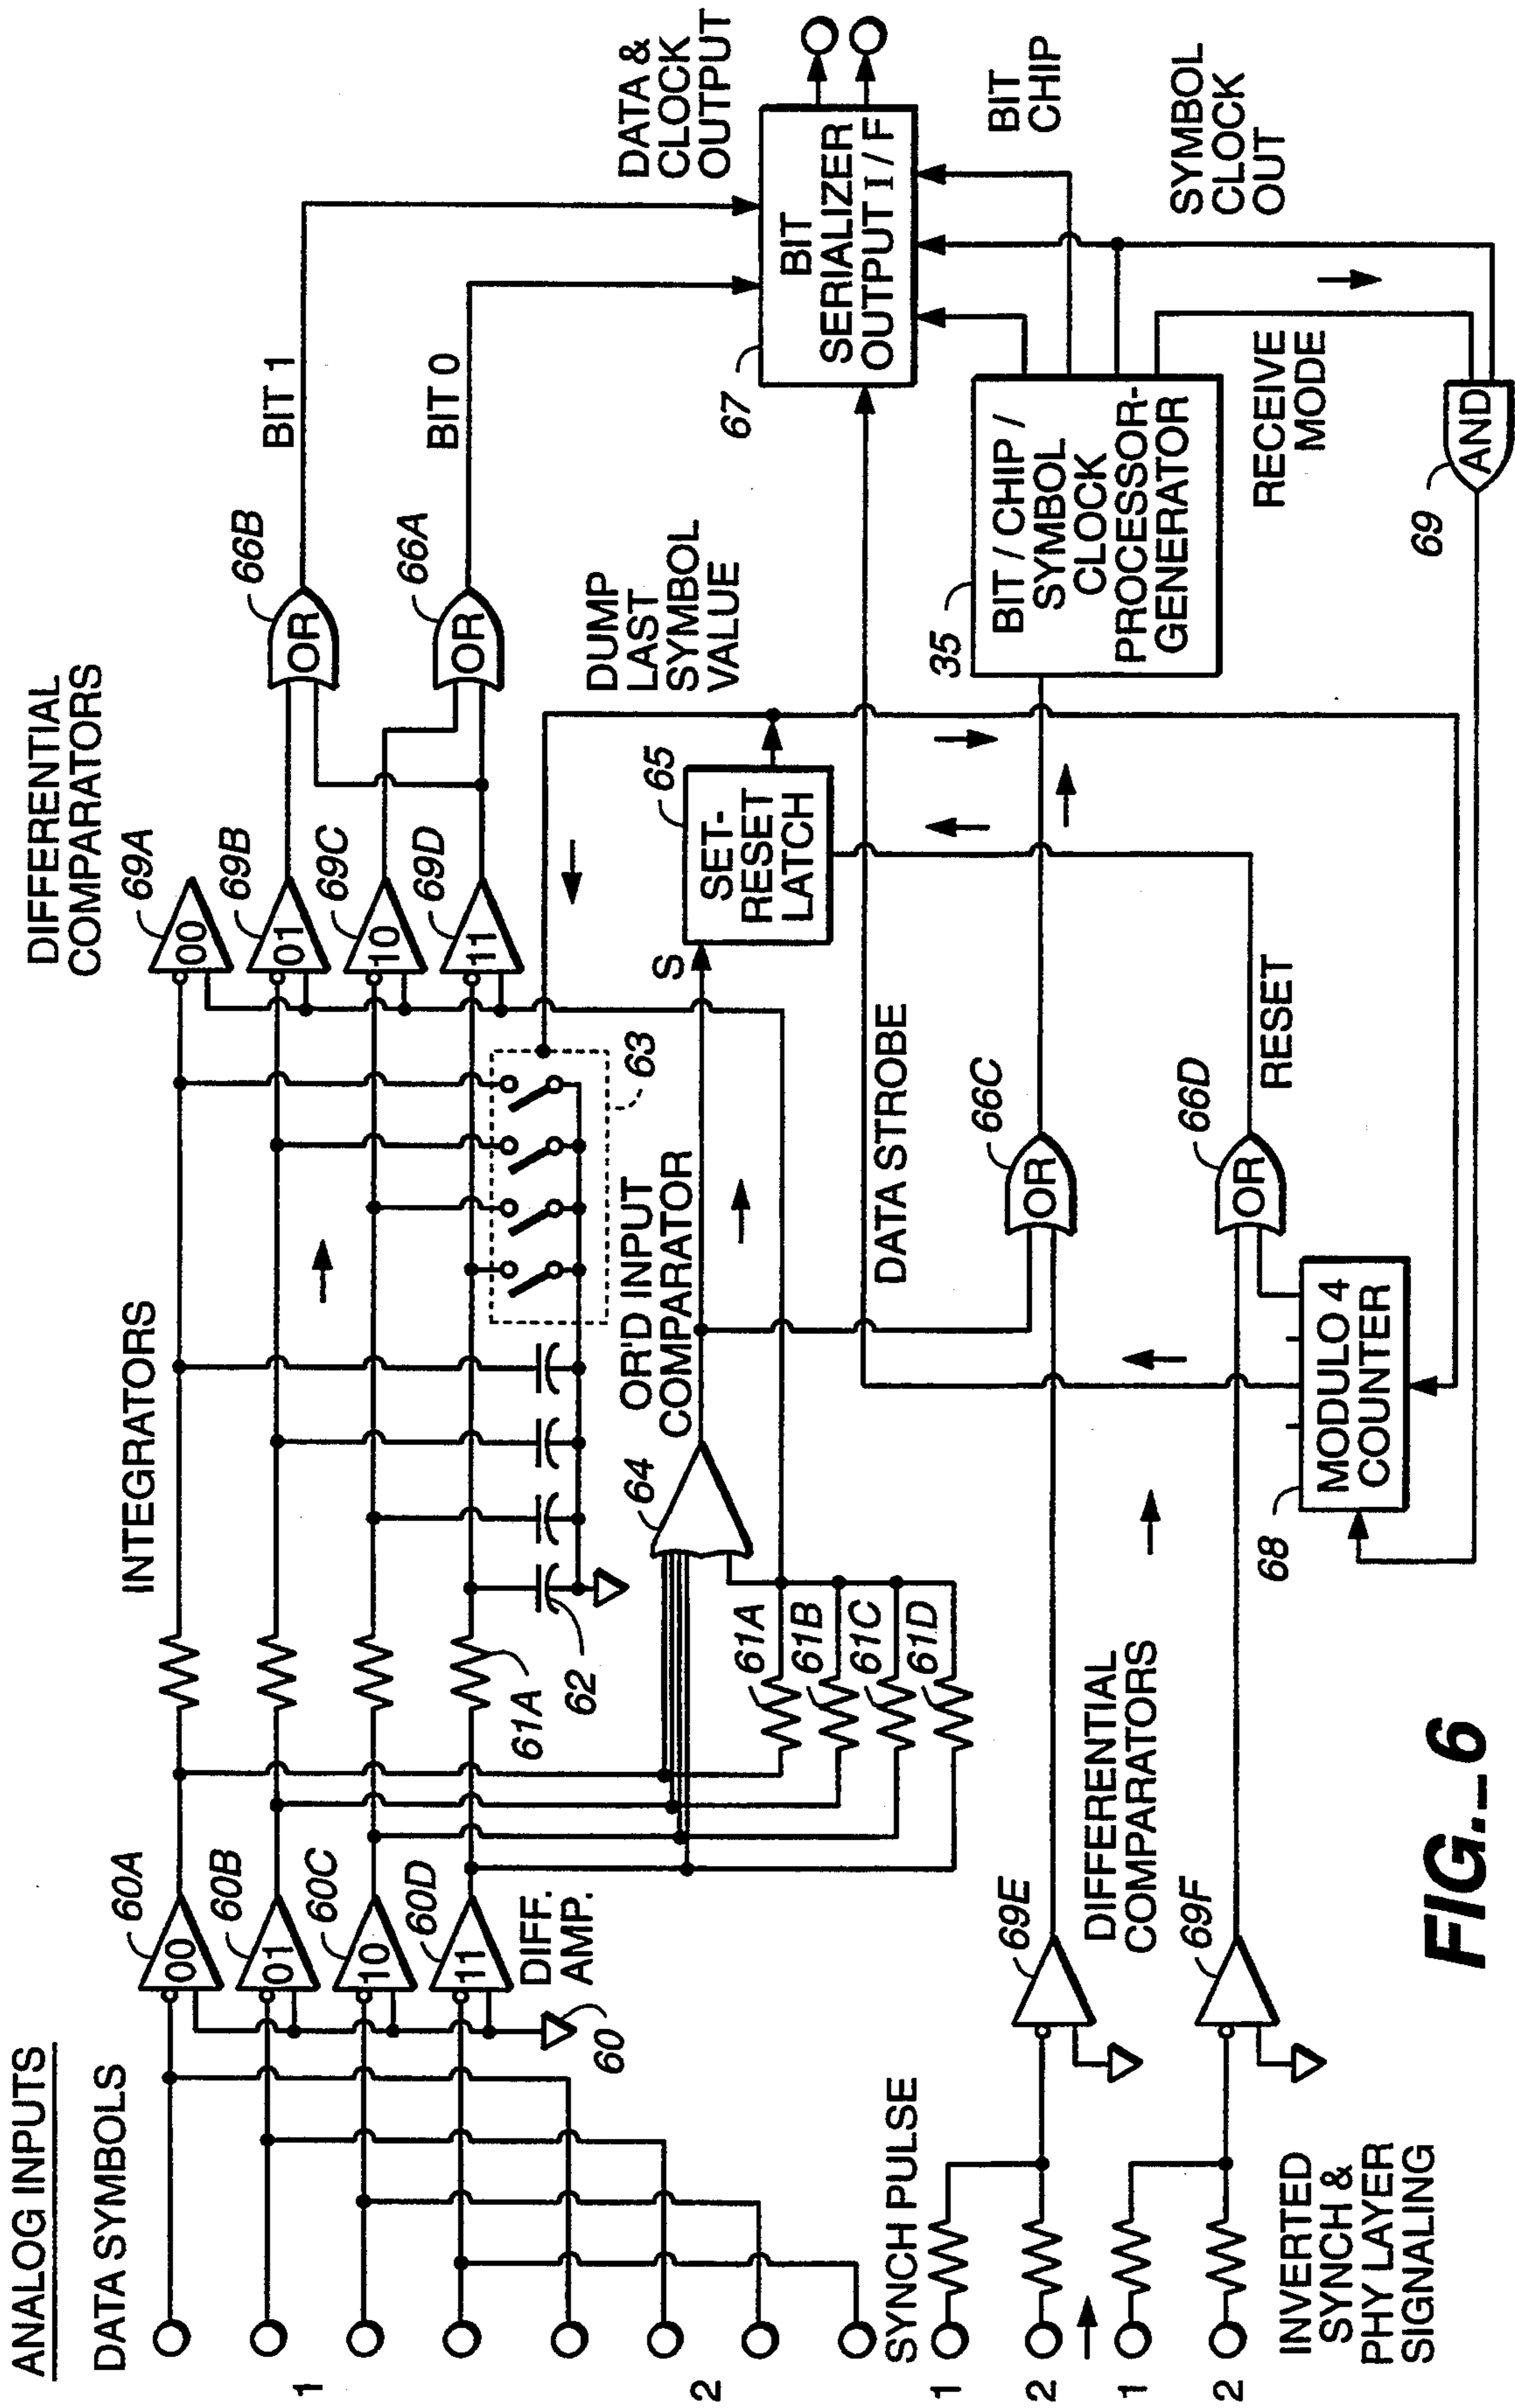 ANALOG INPUTS
DATA SYMBOLS
1
2
SYNCH PULSE
1
2
1
2
INVERTED
SYNCH &
PHY LAYER
SIGNALING
60A
60B
60C
60D
00
01
10
11
DIFF.
AMP.
60
INTEGRATORS
61A
62
63
64
OR'D INPUT
COMPARATOR
61A
61B
61C
61D
69E
69F
DIFFERENTIAL
COMPARATORS
DIFFERENTIAL
COMPARATORS
69A
69B
69C
69D
00
01
10
11
66B
OR
66A
OR
BIT 1
BIT 0
DUMP
LAST
SYMBOL
VALUE
65
SET-
RESET
LATCH
S
DATA STROBE
66C
OR
66D
OR
RESET
68
MODULO 4
COUNTER
35
BIT / CHIP /
SYMBOL
CLOCK
PROCESSOR-
GENERATOR
67
BIT
SERIALIZER
OUTPUT I / F
DATA &
CLOCK
OUTPUT
BIT
CHIP
SYMBOL
CLOCK
OUT
RECEIVE
MODE
69
AND
FIG._6